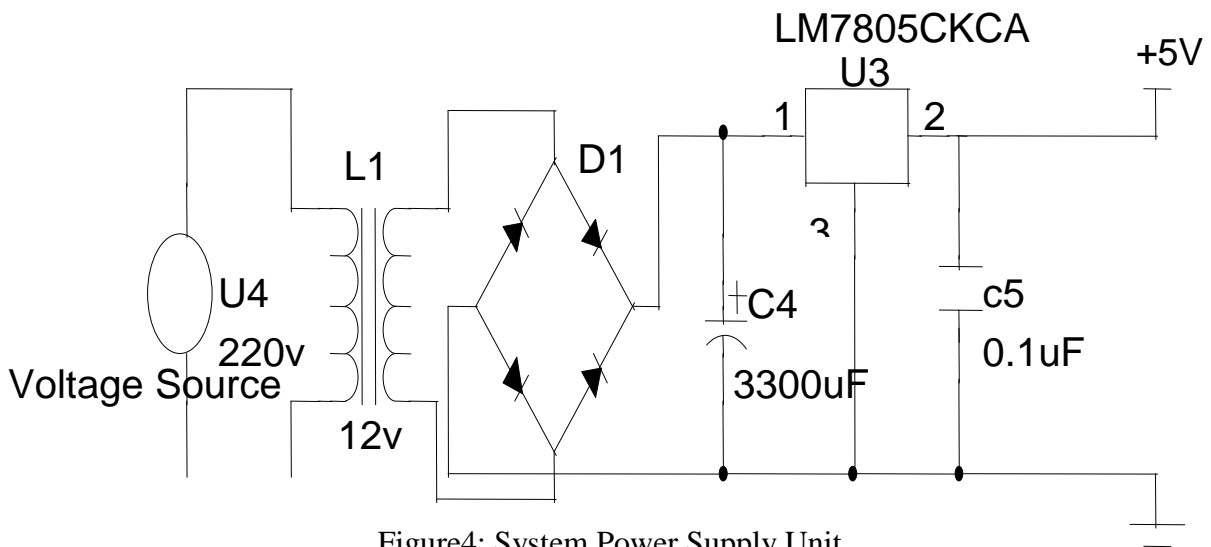 LM7805CKCA
+5V
U3
1
2
L1
D1
3
U4
C4
c5
220v
0.1uF
Voltage Source
3300uF
12v
Figure4: System Power Supply Unit